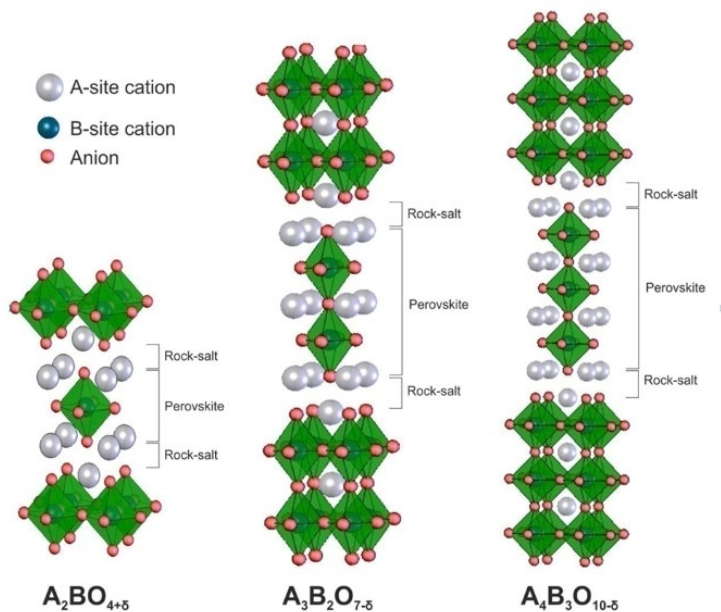 A-site cation
B-site cation
Anion
Rock-salt
Perovskite
Rock-salt
Rock-salt
Perovskite
Rock-salt
Rock-salt
Perovskite
Rock-salt
A₂BO₄₊δ
A₃B₂O₇₋δ
A₄B₃O₁₀₋δ